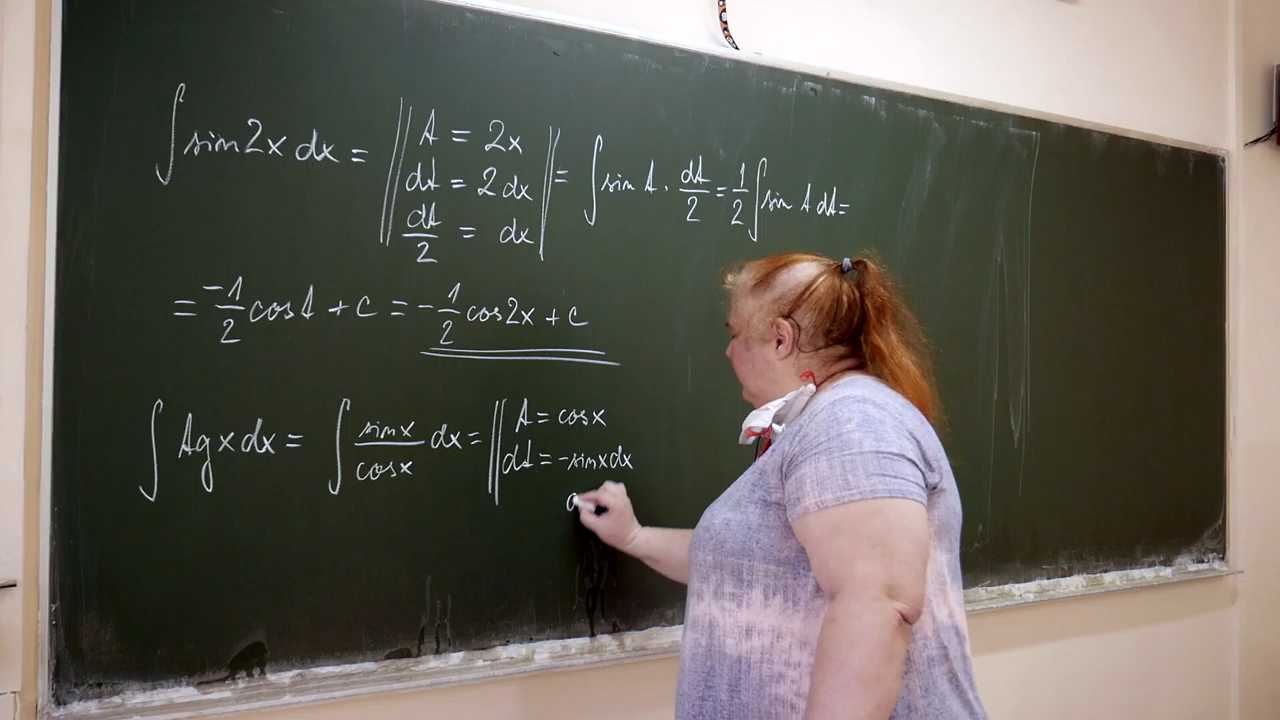 ∫ sin 2x dx = || t = 2x || = ∫ sin t · dt/2 = 1/2 ∫ sin t dt =
dt = 2 dx
dt/2 = dx
= -1/2 cos t + c = -1/2 cos 2x + c
∫ tg x dx = ∫ sin x / cos x dx = || t = cos x
dt = - sin x dx